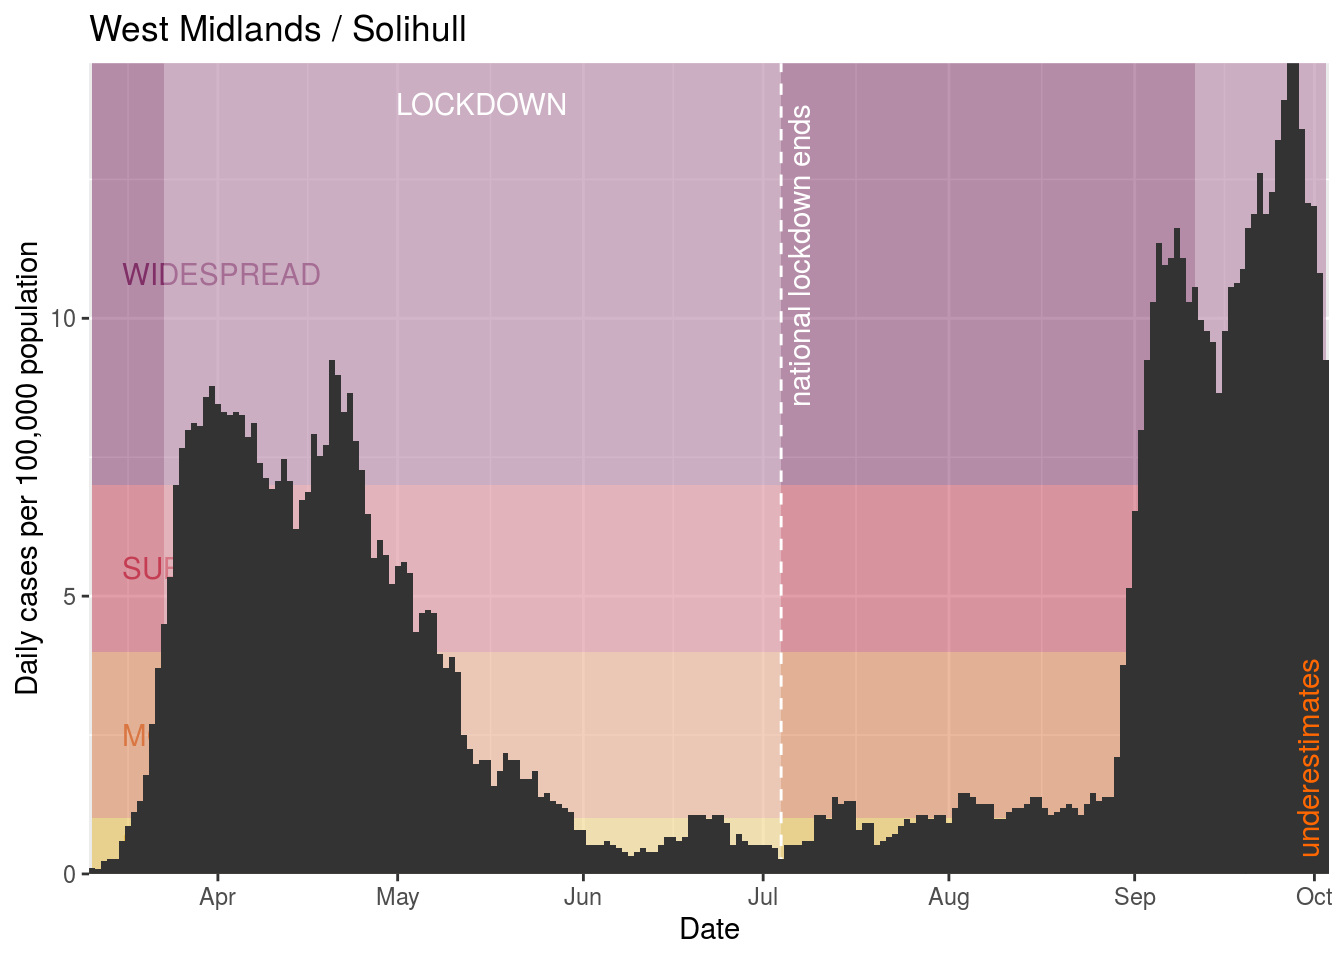 West Midlands / Solihull
LOCKDOWN
national lockdown ends
WIDESPREAD
underestimates
Daily cases per 100,000 population
10
5
0
Apr
May
Jun
Jul
Aug
Sep
Oct
Date